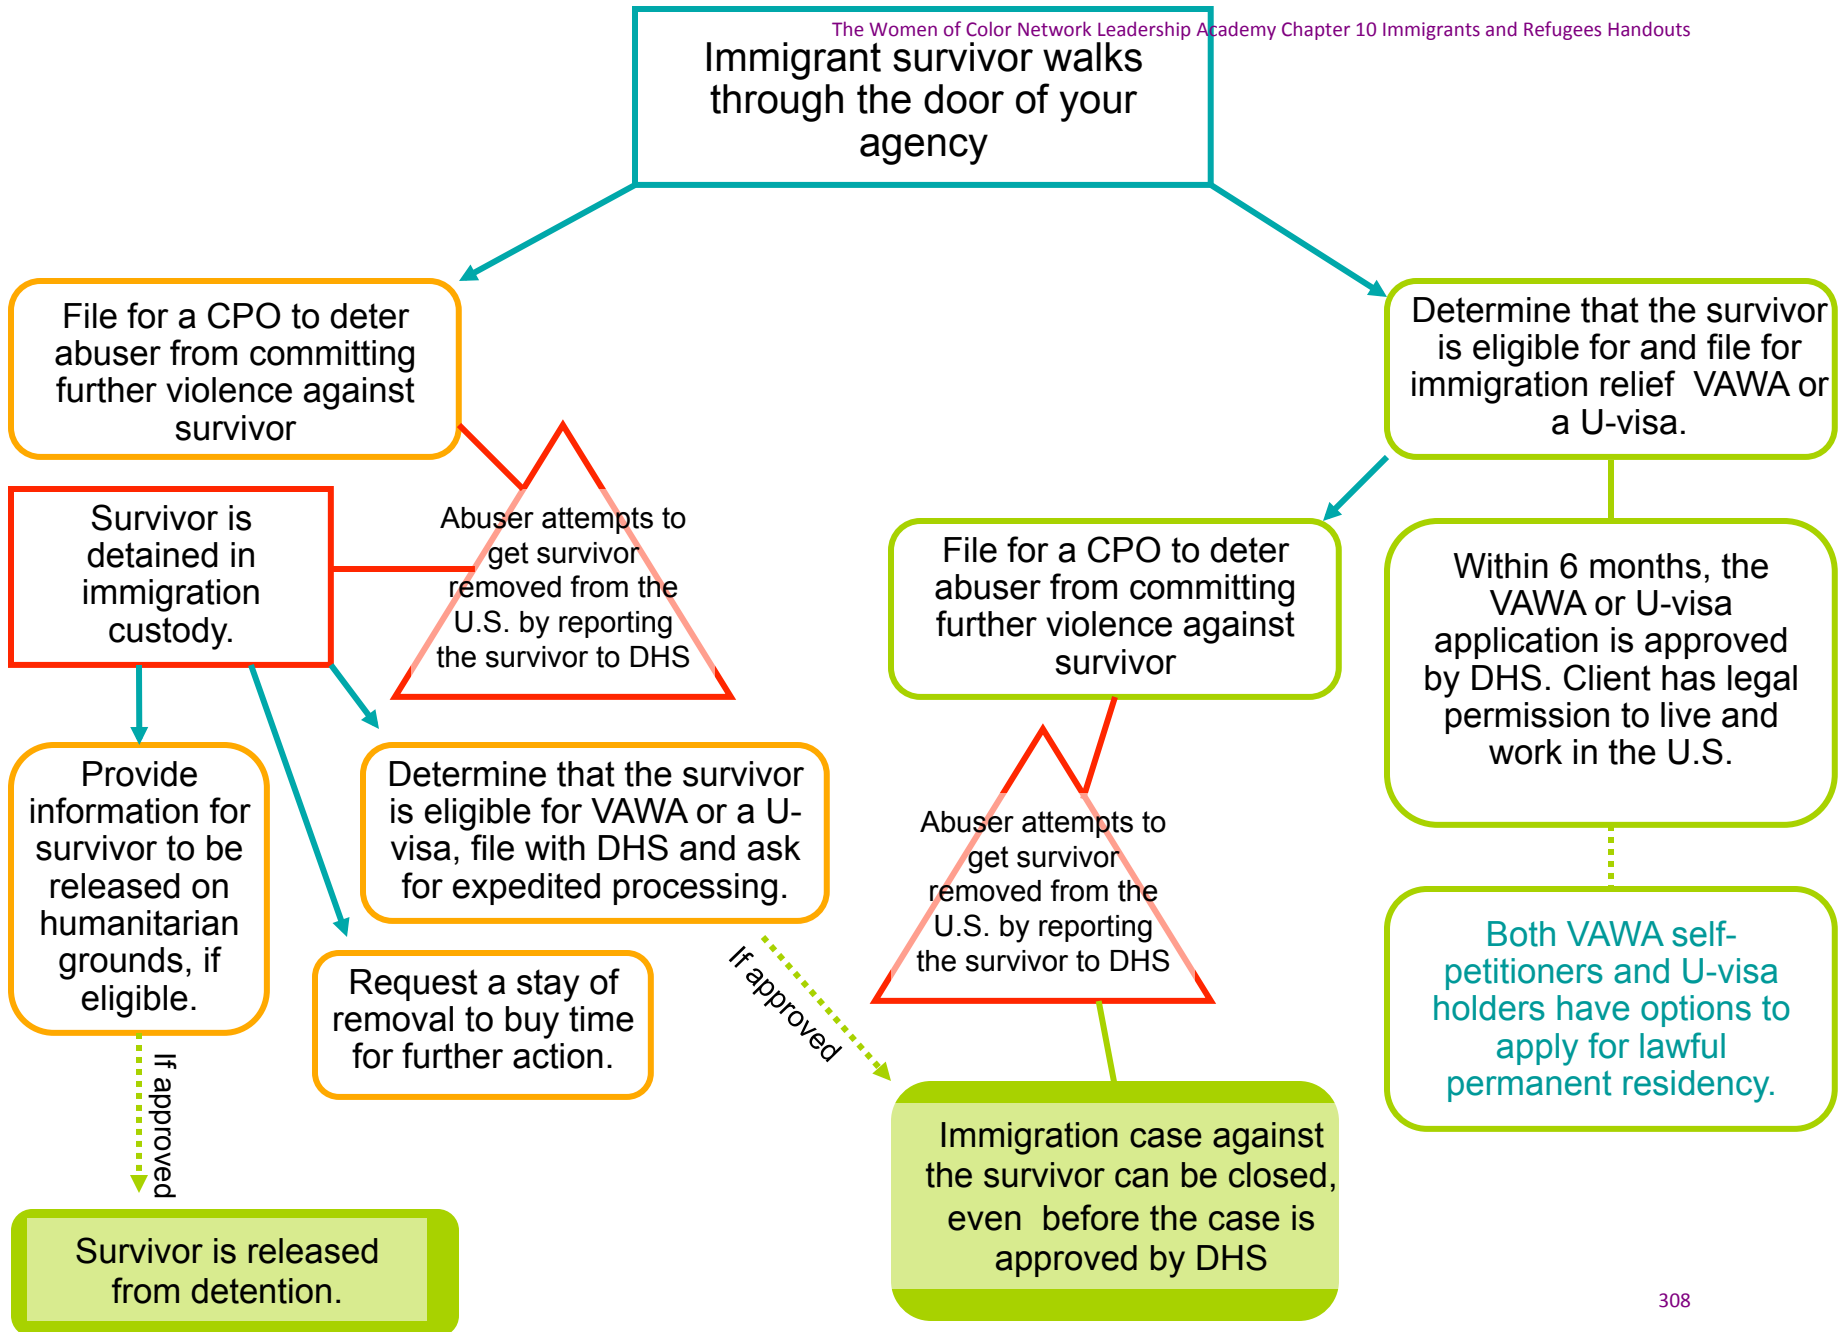 The Women of Color Network Leadership Academy Chapter 10 Immigrants and Refugees Handouts
Immigrant survivor walks
through the door of your
agency
File for a CPO to deter
abuser from committing
further violence against
survivor
Determine that the survivor
is eligible for and file for
immigration relief VAWA or
a U-visa.
Survivor is
detained in
immigration
custody.
Abuser attempts to
get survivor
removed from the
U.S. by reporting
the survivor to DHS
File for a CPO to deter
abuser from committing
further violence against
survivor
Within 6 months, the
VAWA or U-visa
application is approved
by DHS. Client has legal
permission to live and
work in the U.S.
Provide
information for
survivor to be
released on
humanitarian
grounds, if
eligible.
Determine that the survivor
is eligible for VAWA or a U-
visa, file with DHS and ask
for expedited processing.
Request a stay of
removal to buy time
for further action.
Abuser attempts to
get survivor
removed from the
U.S. by reporting
the survivor to DHS
Both VAWA self-
petitioners and U-visa
holders have options to
apply for lawful
permanent residency.
If approved
If approved
Survivor is released
from detention.
Immigration case against
the survivor can be closed,
even before the case is
approved by DHS
308